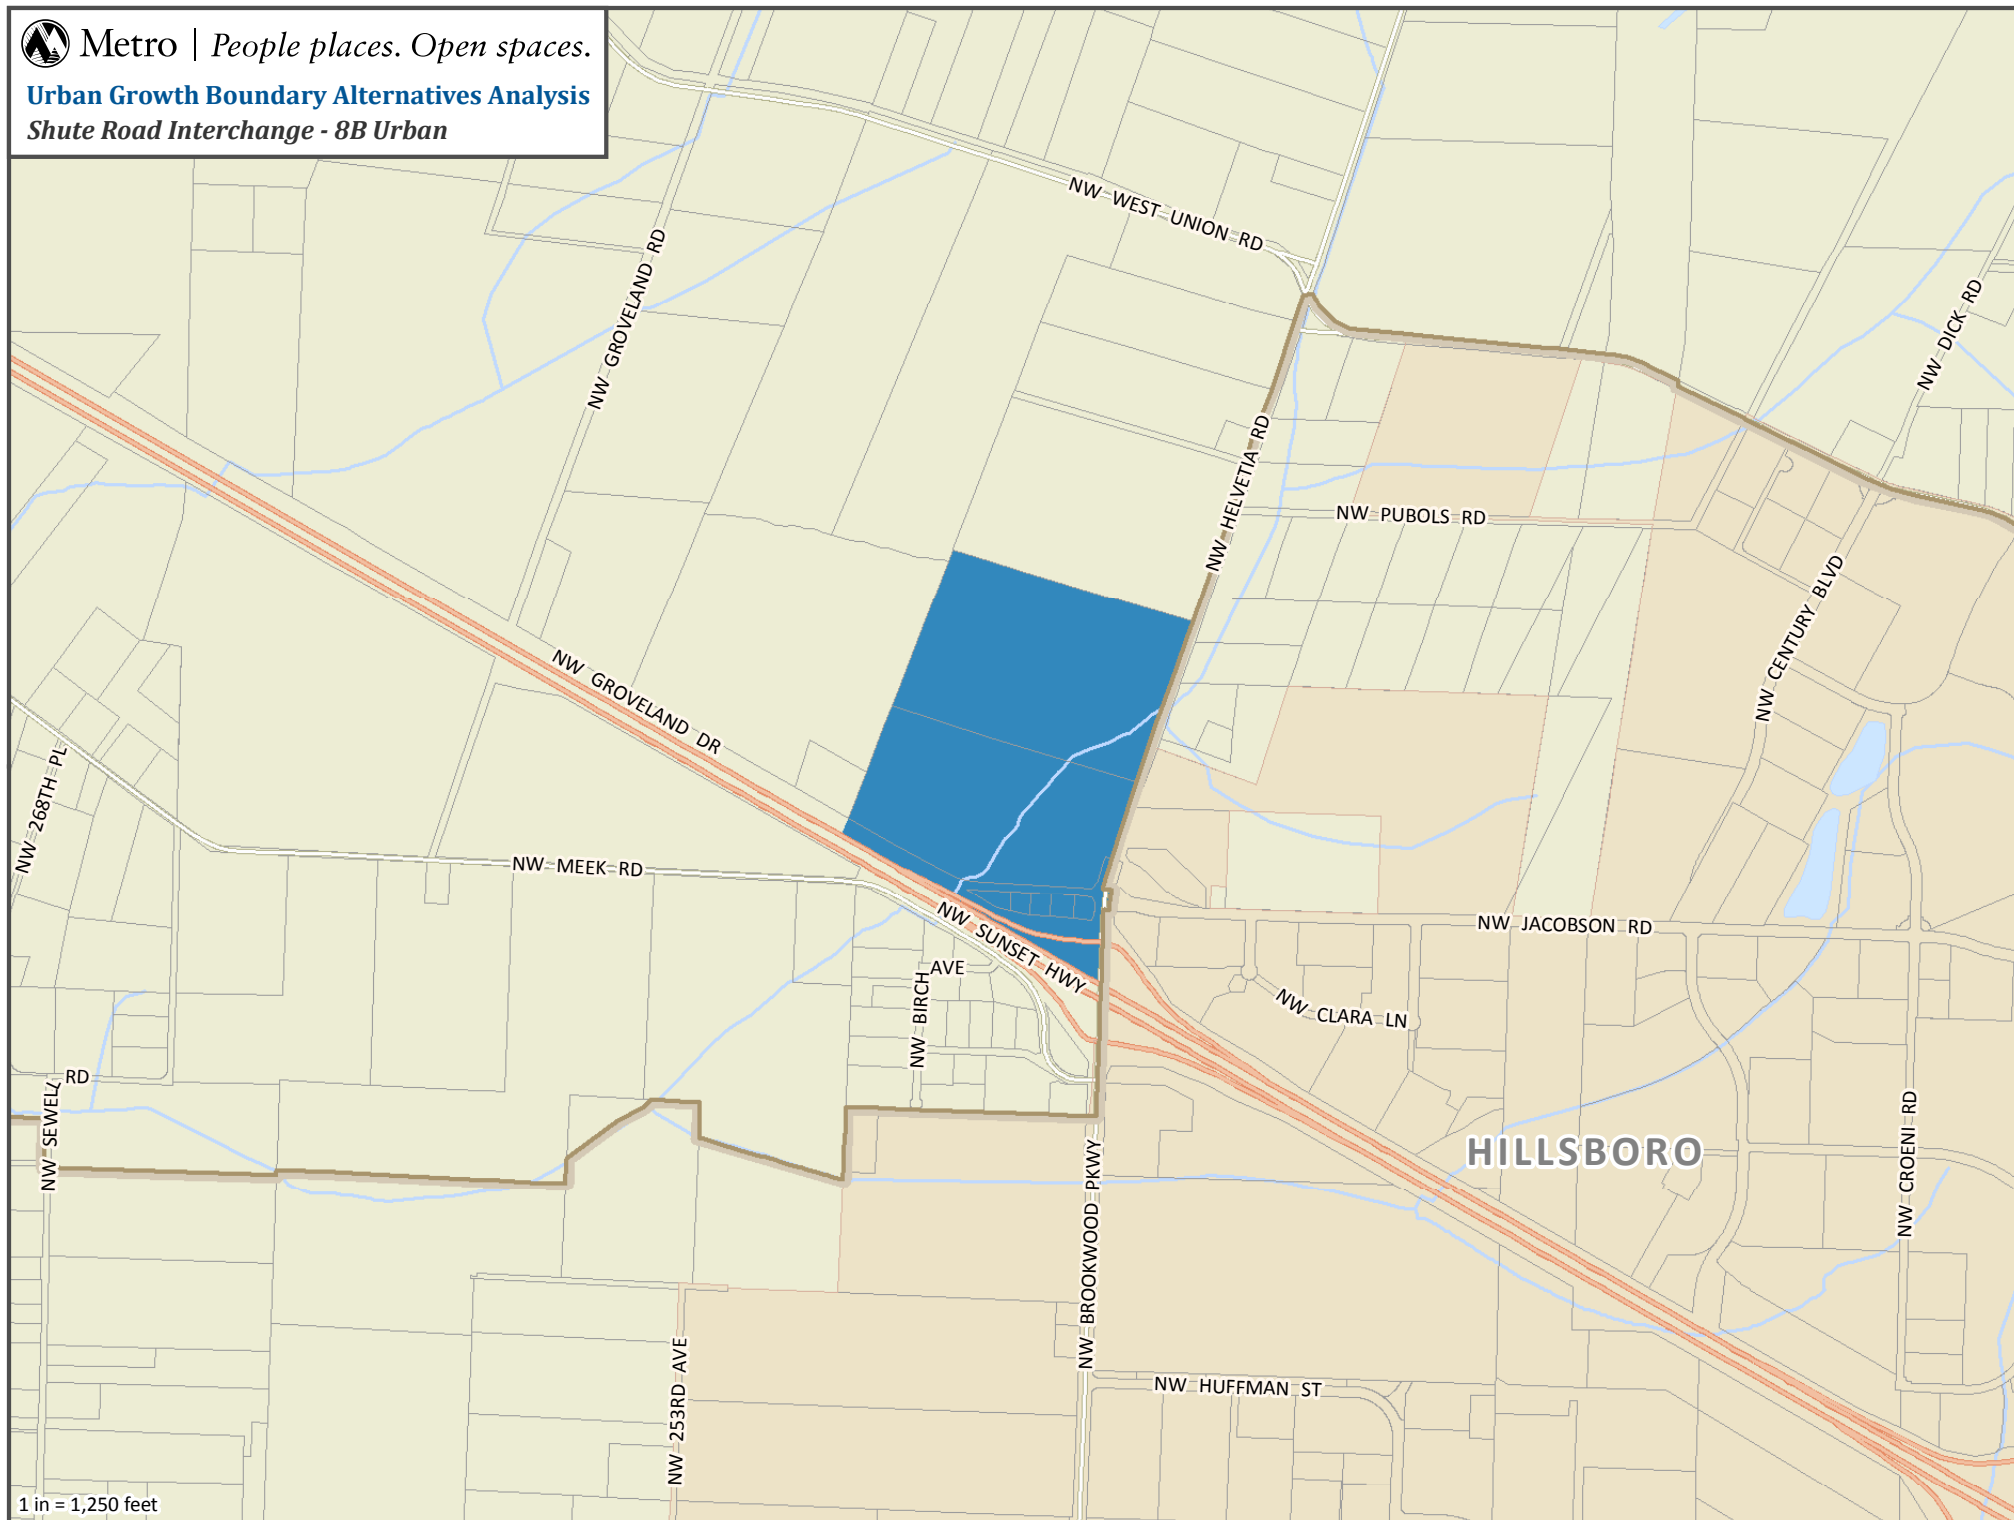 Metro | People places. Open spaces.
Urban Growth Boundary Alternatives Analysis
Shute Road Interchange - 8B Urban
NW WEST UNION RD
NW GROVELAND RD
NW DICK RD
NW HELVETIA RD
NW PUBOLS RD
NW CENTURY BLVD
NW GROVELAND DR
NW 268TH PL
NW MEEK RD
NW SUNSET HWY
NW JACOBSON RD
NW BIRCH AVE
NW CLARA LN
NW SEWELL RD
HILLSBORO
NW CROENI RD
NW BROOKWOOD PKWY
NW 253RD AVE
NW HUFFMAN ST
1 in = 1,250 feet